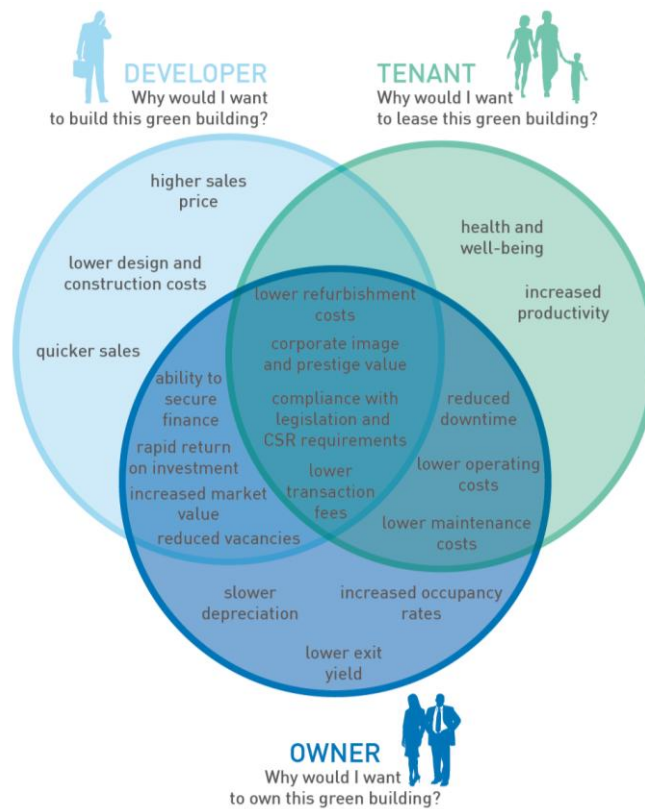 DEVELOPER
Why would I want
to build this green building?
TENANT
Why would I want
to lease this green building?
higher sales
price
lower design and
construction costs
quicker sales
health and
well-being
increased
productivity
lower refurbishment
costs
corporate image
and prestige value
compliance with
legislation and
CSR requirements
lower
transaction
fees
ability to
secure
finance
rapid return
on investment
increased market
value
reduced vacancies
reduced
downtime
lower operating
costs
lower maintenance
costs
slower
depreciation
increased occupancy
rates
lower exit
yield
OWNER
Why would I want
to own this green building?